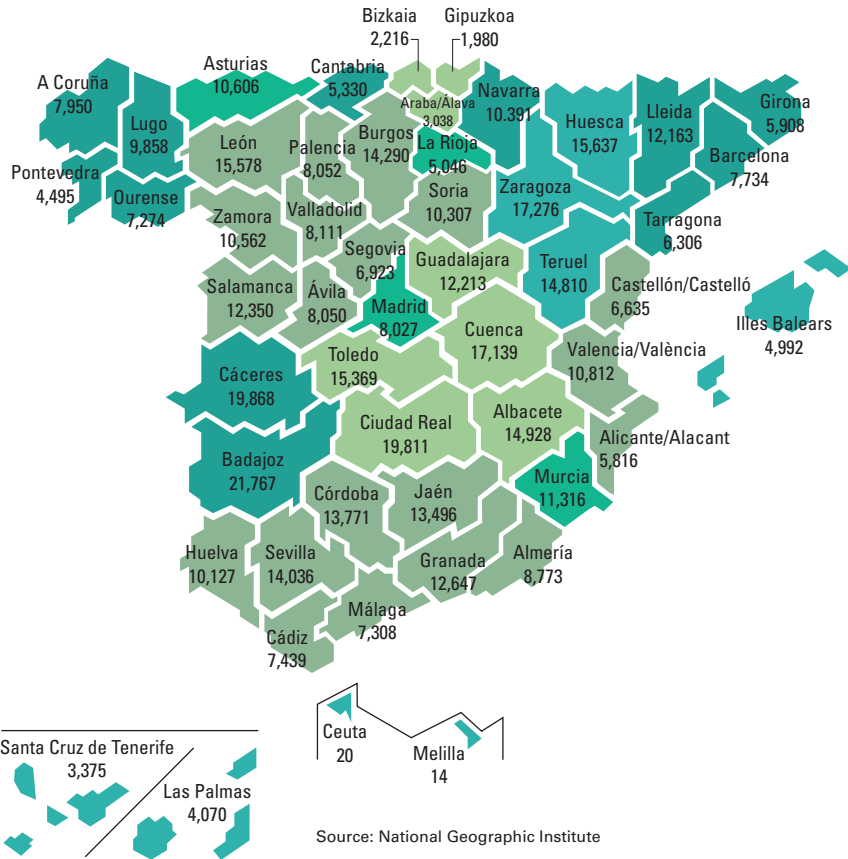 Bizkaia
2,216
Gipuzkoa
1,980
A Coruña
7,950
Lugo
9,858
Asturias
10,606
Cantabria
5,330
Araba/Álava
3,038
Navarra
10.391
Huesca
15,637
Lleida
12,163
Girona
5,908
Barcelona
7,734
Pontevedra
4,495
Ourense
7,274
León
15,578
Palencia
8,052
Burgos
14,290
La Rioja
5,046
Soria
10,307
Zaragoza
17,276
Tarragona
6,306
Zamora
10,562
Valladolid
8,111
Segovia
6,923
Guadalajara
12,213
Teruel
14,810
Castellón/Castelló
6,635
Illes Balears
4,992
Salamanca
12,350
Ávila
8,050
Madrid
8,027
Cuenca
17,139
Valencia/València
10,812
Cáceres
19,868
Toledo
15,369
Ciudad Real
19,811
Albacete
14,928
Alicante/Alacant
5,816
Badajoz
21,767
Córdoba
13,771
Jaén
13,496
Murcia
11,316
Huelva
10,127
Sevilla
14,036
Granada
12,647
Almería
8,773
Málaga
7,308
Cádiz
7,439
Ceuta
20
Melilla
14
Santa Cruz de Tenerife
3,375
Las Palmas
4,070
Source: National Geographic Institute